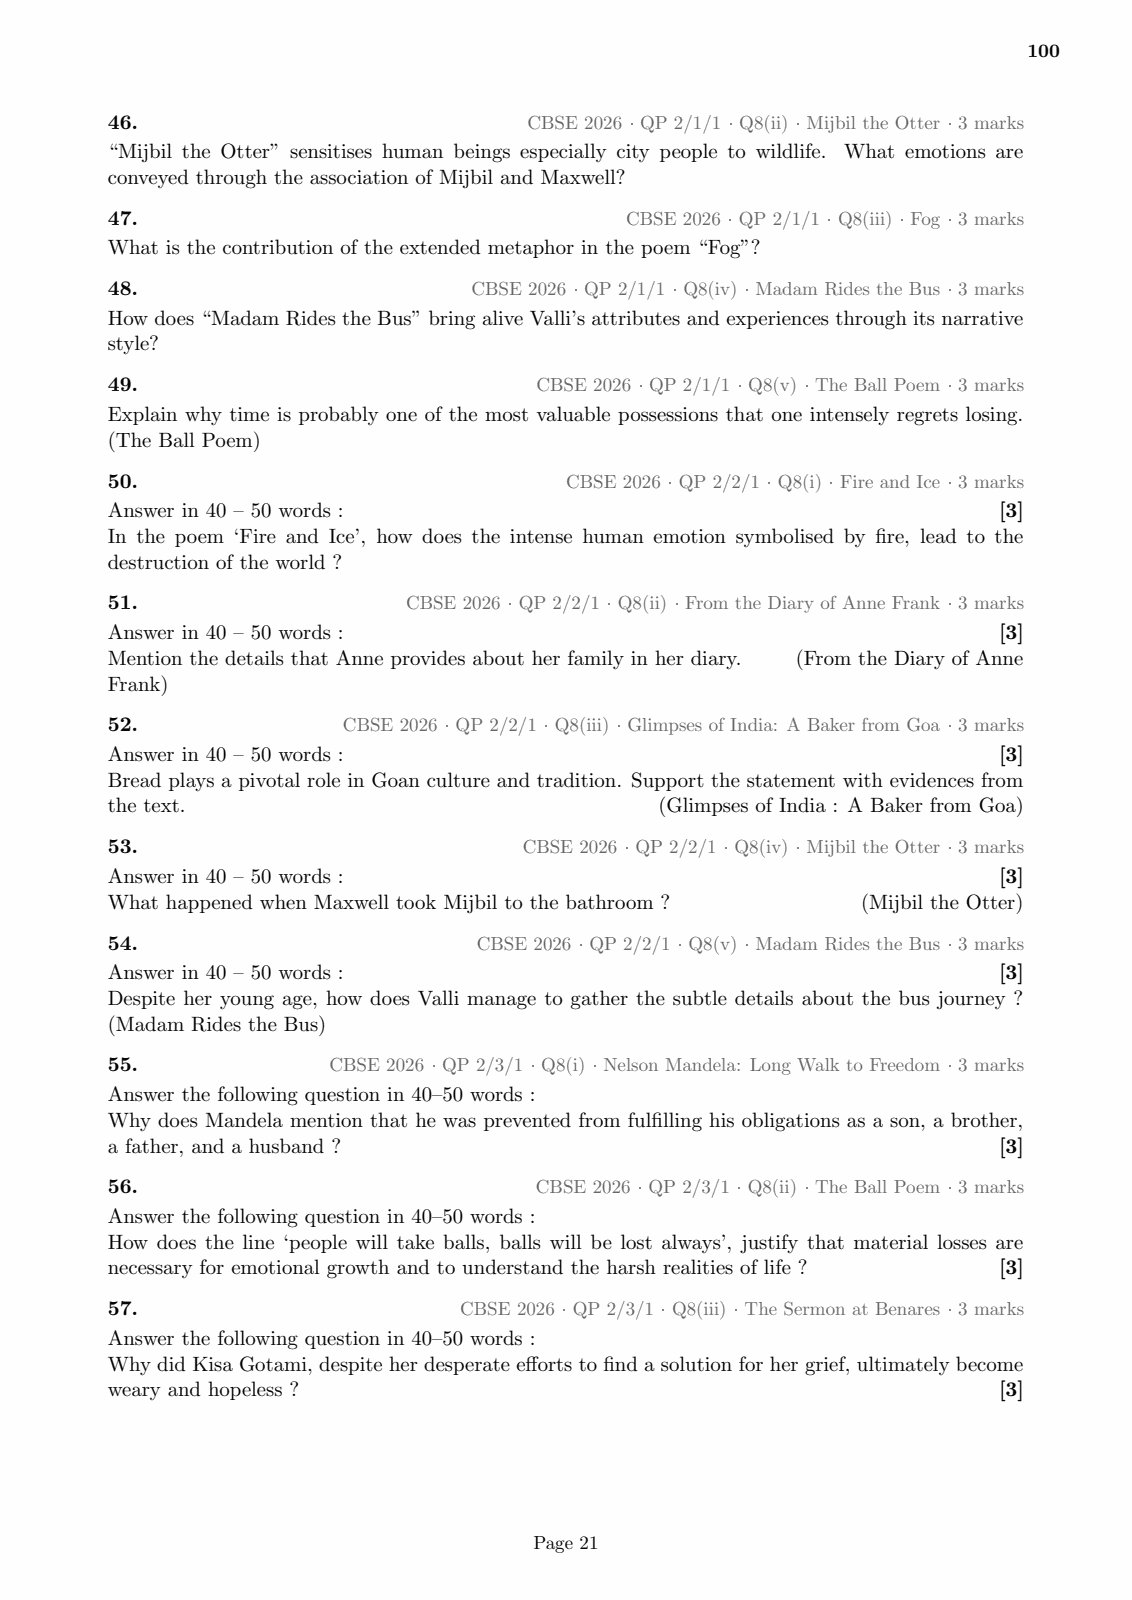 100
46. CBSE 2026 · QP 2/1/1 · Q8(ii) · Mijbil the Otter · 3 marks
“Mijbil the Otter” sensitises human beings especially city people to wildlife. What emotions are
conveyed through the association of Mijbil and Maxwell?
47. CBSE 2026 · QP 2/1/1 · Q8(iii) · Fog · 3 marks
What is the contribution of the extended metaphor in the poem “Fog”?
48. CBSE 2026 · QP 2/1/1 · Q8(iv) · Madam Rides the Bus · 3 marks
How does “Madam Rides the Bus” bring alive Valli’s attributes and experiences through its narrative
style?
49. CBSE 2026 · QP 2/1/1 · Q8(v) · The Ball Poem · 3 marks
Explain why time is probably one of the most valuable possessions that one intensely regrets losing.
(The Ball Poem)
50. CBSE 2026 · QP 2/2/1 · Q8(i) · Fire and Ice · 3 marks
Answer in 40 – 50 words : [3]
In the poem ‘Fire and Ice’, how does the intense human emotion symbolised by fire, lead to the
destruction of the world ?
51. CBSE 2026 · QP 2/2/1 · Q8(ii) · From the Diary of Anne Frank · 3 marks
Answer in 40 – 50 words : [3]
Mention the details that Anne provides about her family in her diary. (From the Diary of Anne
Frank)
52. CBSE 2026 · QP 2/2/1 · Q8(iii) · Glimpses of India: A Baker from Goa · 3 marks
Answer in 40 – 50 words : [3]
Bread plays a pivotal role in Goan culture and tradition. Support the statement with evidences from
the text. (Glimpses of India : A Baker from Goa)
53. CBSE 2026 · QP 2/2/1 · Q8(iv) · Mijbil the Otter · 3 marks
Answer in 40 – 50 words : [3]
What happened when Maxwell took Mijbil to the bathroom ? (Mijbil the Otter)
54. CBSE 2026 · QP 2/2/1 · Q8(v) · Madam Rides the Bus · 3 marks
Answer in 40 – 50 words : [3]
Despite her young age, how does Valli manage to gather the subtle details about the bus journey ?
(Madam Rides the Bus)
55. CBSE 2026 · QP 2/3/1 · Q8(i) · Nelson Mandela: Long Walk to Freedom · 3 marks
Answer the following question in 40–50 words :
Why does Mandela mention that he was prevented from fulfilling his obligations as a son, a brother,
a father, and a husband ? [3]
56. CBSE 2026 · QP 2/3/1 · Q8(ii) · The Ball Poem · 3 marks
Answer the following question in 40–50 words :
How does the line ‘people will take balls, balls will be lost always’, justify that material losses are
necessary for emotional growth and to understand the harsh realities of life ? [3]
57. CBSE 2026 · QP 2/3/1 · Q8(iii) · The Sermon at Benares · 3 marks
Answer the following question in 40–50 words :
Why did Kisa Gotami, despite her desperate efforts to find a solution for her grief, ultimately become
weary and hopeless ? [3]
Page 21